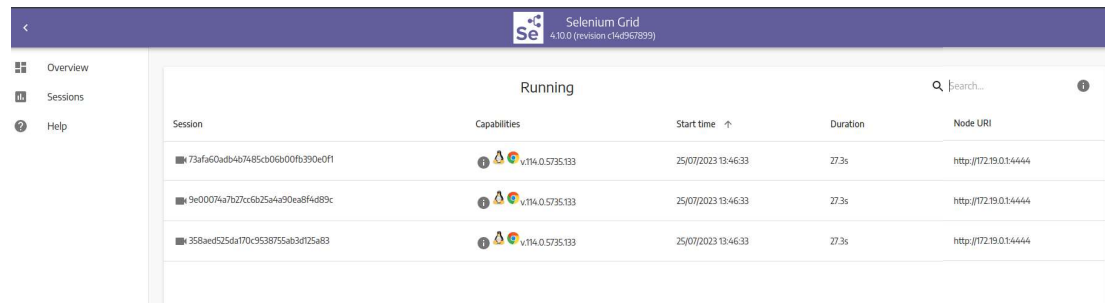 Se
Selenium Grid
4.10.0 (revision c14d967899)
Overview
Sessions
Help
Running
Search...
Session Capabilities Start time Duration Node URI
73afa60adb4b7485cb06b00fb390e0f1 v.114.0.5735.133 25/07/2023 13:46:33 27.3s http://172.19.0.1:4444
9e00074a7b27cc6b25a4a90ea8f4d89c v.114.0.5735.133 25/07/2023 13:46:33 27.3s http://172.19.0.1:4444
358aed525da170c9538755ab3d125a83 v.114.0.5735.133 25/07/2023 13:46:33 27.3s http://172.19.0.1:4444